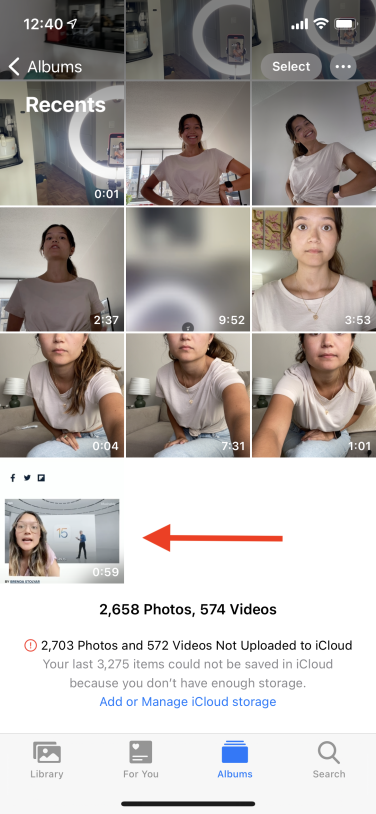 12:40
Albums
Select
Recents
0:01
2:37
9:52
3:53
0:04
7:31
1:01
15
0:59
2,658 Photos, 574 Videos
2,703 Photos and 572 Videos Not Uploaded to iCloud
Your last 3,275 items could not be saved in iCloud
because you don't have enough storage.
Add or Manage iCloud storage
Library
For You
Albums
Search